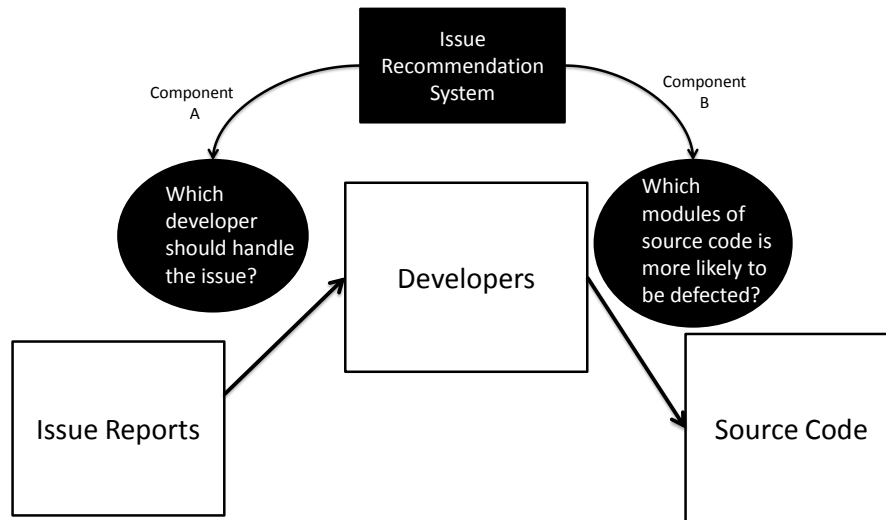 Issue
Recommendation
System
Component
A
Component
B
Which
developer
should handle
the issue?
Which
modules of
source code is
more likely to
be defected?
Developers
Issue Reports
Source Code